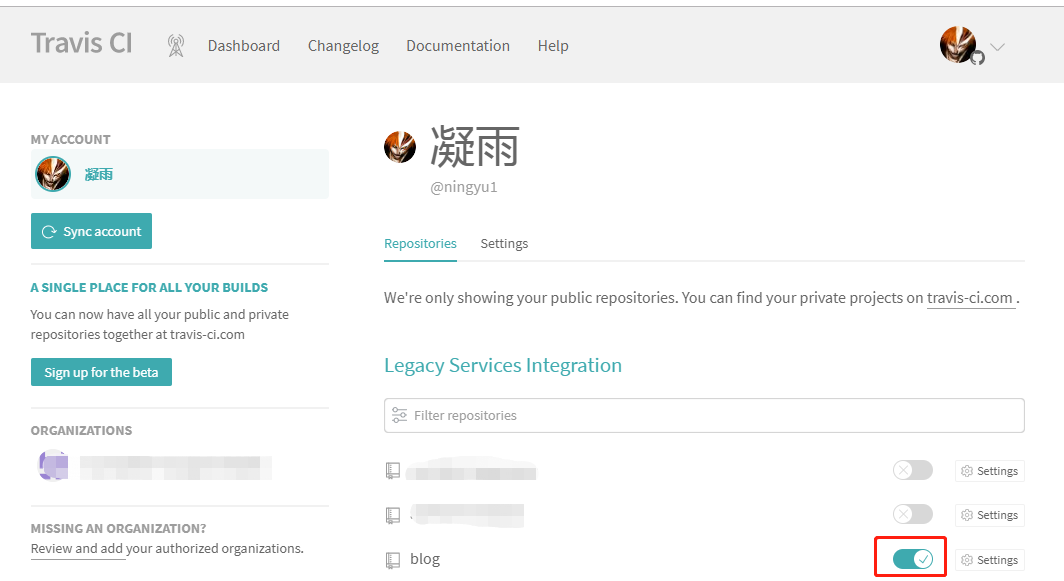 Travis CI
Dashboard
Changelog
Documentation
Help
MY ACCOUNT
凝雨
Sync account
A SINGLE PLACE FOR ALL YOUR BUILDS
You can now have all your public and private
repositories together at travis-ci.com
Sign up for the beta
ORGANIZATIONS
MISSING AN ORGANIZATION?
Review and add your authorized organizations.
凝雨
@ningyu1
Repositories
Settings
We're only showing your public repositories. You can find your private projects on travis-ci.com .
Legacy Services Integration
Filter repositories
Settings
Settings
blog
Settings